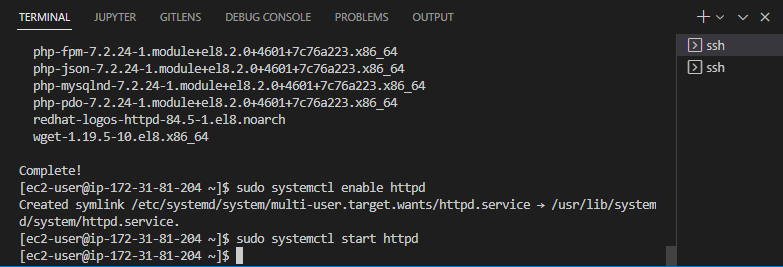 TERMINAL JUPYTER GITLENS DEBUG CONSOLE PROBLEMS OUTPUT
php-fpm-7.2.24-1.module+el8.2.0+4601+7c76a223.x86_64
php-json-7.2.24-1.module+el8.2.0+4601+7c76a223.x86_64
php-mysqlnd-7.2.24-1.module+el8.2.0+4601+7c76a223.x86_64
php-pdo-7.2.24-1.module+el8.2.0+4601+7c76a223.x86_64
redhat-logos-httpd-84.5-1.el8.noarch
wget-1.19.5-10.el8.x86_64
Complete!
[ec2-user@ip-172-31-81-204 ~]$ sudo systemctl enable httpd
Created symlink /etc/systemd/system/multi-user.target.wants/httpd.service → /usr/lib/system
d/system/httpd.service.
[ec2-user@ip-172-31-81-204 ~]$ sudo systemctl start httpd
[ec2-user@ip-172-31-81-204 ~]$
ssh
ssh